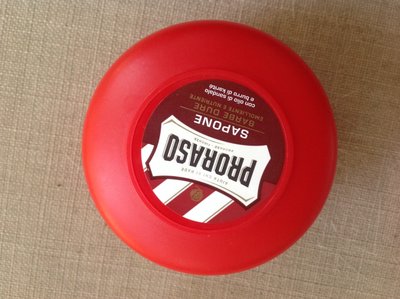 PRORASO
SAPONE
BARBE DURE
EMOLLIENTE E NUTRIENTE
con olio di sandalo
e burro di karité